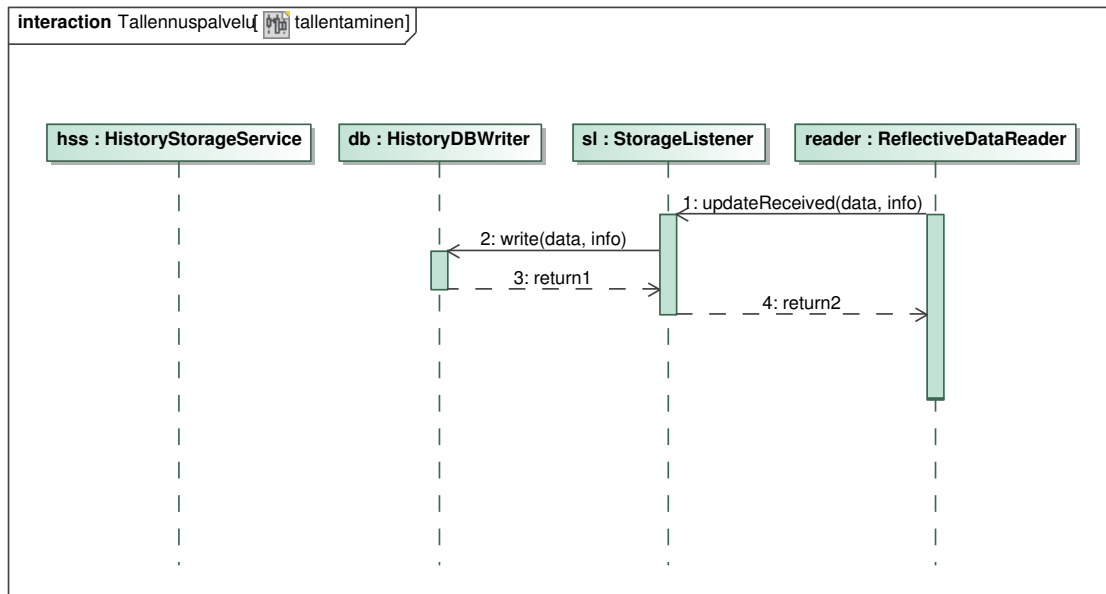 interaction Tallennuspalvelu[ tallentaminen]
hss : HistoryStorageService
db : HistoryDBWriter
sl : StorageListener
reader : ReflectiveDataReader
1: updateReceived(data, info)
2: write(data, info)
3: return1
4: return2